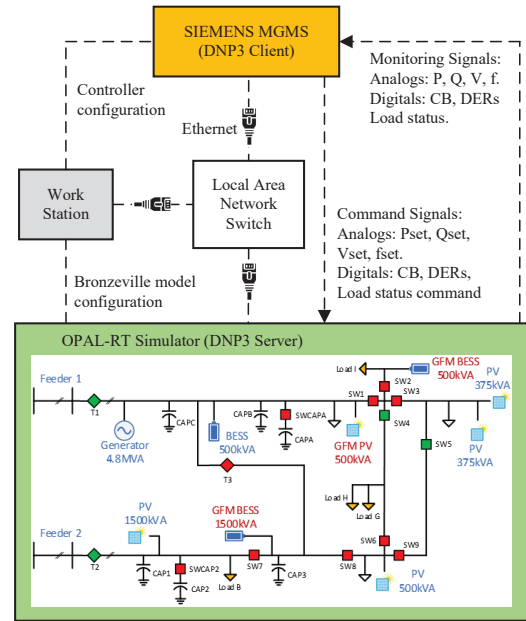 SIEMENS MGMS
(DNP3 Client)
Monitoring Signals:
Analogs: P, Q, V, f.
Digitals: CB, DERs
Load status.
Controller
configuration
Ethernet
Work
Station
Local Area
Network
Switch
Command Signals:
Analogs: Pset, Qset,
Vset, fset.
Digitals: CB, DERs,
Load status command
Bronzeville model
configuration
OPAL-RT Simulator (DNP3 Server)
Feeder 1
T1
Generator
4.8MVA
CAPC
BESS
500kVA
CAPB
SWCAPA
CAPA
T3
Load I
GFM BESS
500kVA
SW1
SW2
SW3
SW4
GFM PV
500kVA
PV
375kVA
PV
375kVA
SW5
Load H
Load G
Feeder 2
T2
PV
1500kVA
CAP1
SWCAP2
CAP2
GFM BESS
1500kVA
SW7
Load B
CAP3
SW8
SW6
SW9
PV
500kVA